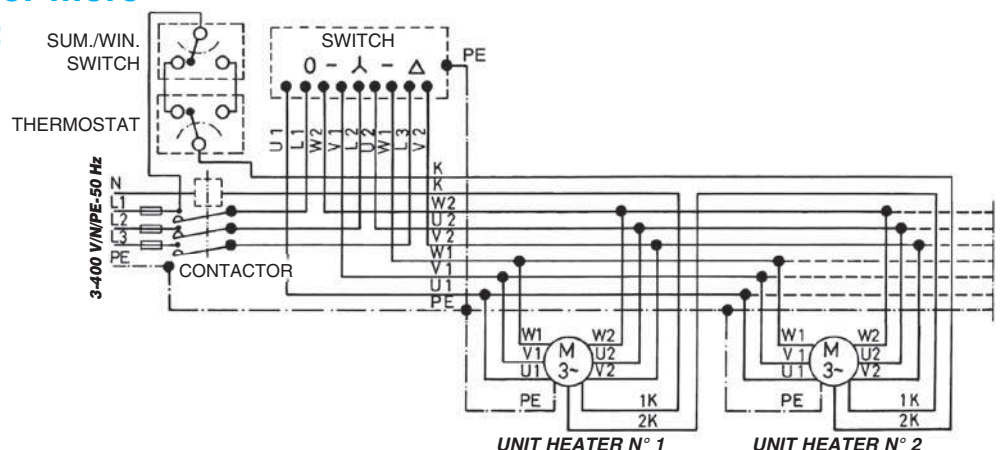 SUM./WIN.
SWITCH
THERMOSTAT
SWITCH
0 - ⅄ - Δ
PE
U1 L1 W2 V1 L2 U2 W1 L3 V2
3-400 V/N/PE-50 Hz
N
L1
L2
L3
PE
CONTACTOR
K
K
W2
U2
V2
W1
V1
U1
PE
W1
V1
U1
M
3~
W2
U2
V2
PE
1K
2K
UNIT HEATER N° 1
W1
V1
U1
M
3~
W2
U2
V2
PE
1K
2K
UNIT HEATER N° 2